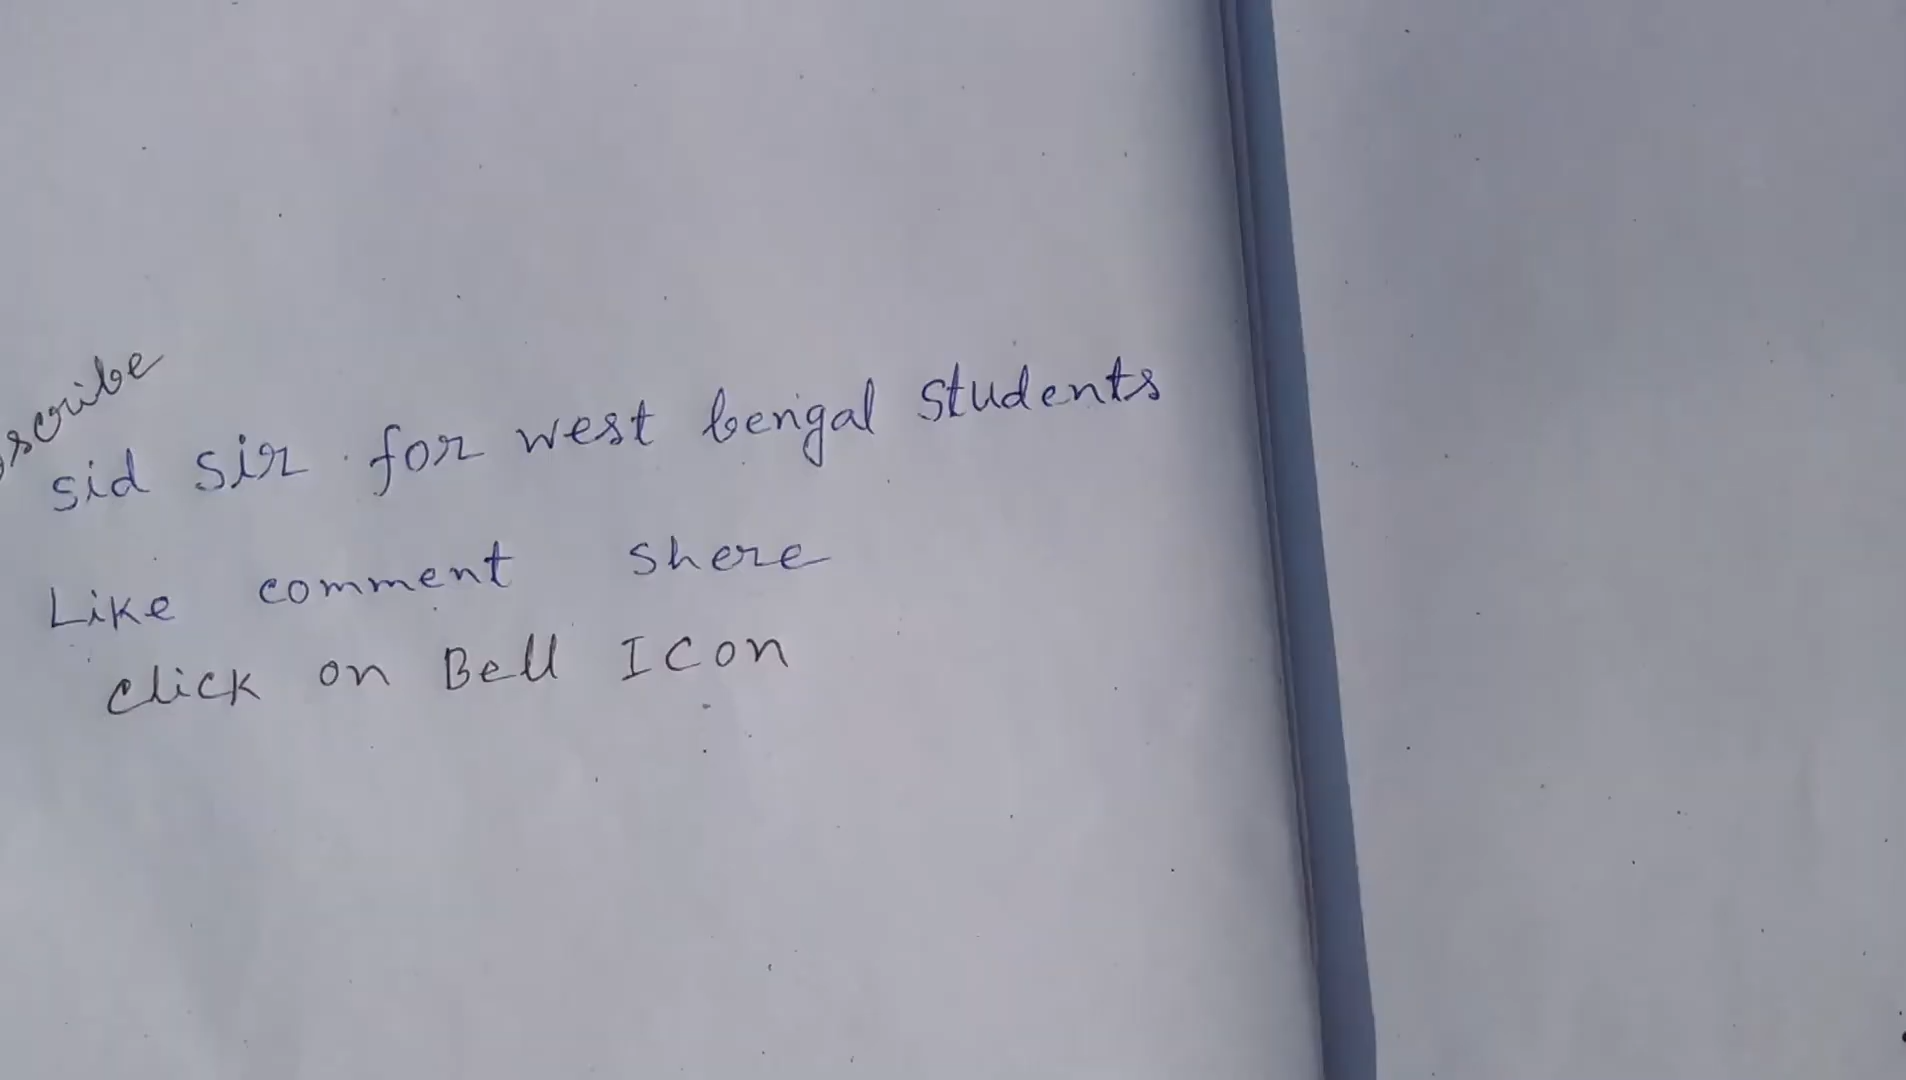 scribe
sid sir for west bengal students
Like comment shere
click on Bell Icon